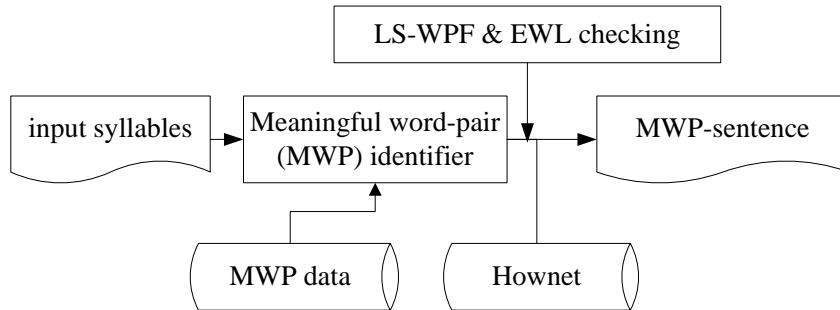 LS-WPF & EWL checking
input syllables
Meaningful word-pair
(MWP) identifier
MWP-sentence
MWP data
Hownet